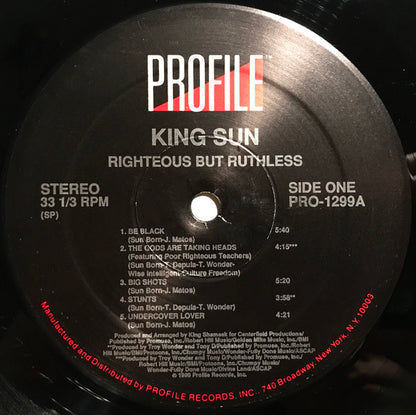 PROFILE™
KING SUN
RIGHTEOUS BUT RUTHLESS
STEREO
33 1/3 RPM
(SP)
SIDE ONE
PRO-1299A
1. BE BLACK 5:40
(Sun Born-J. Matos)
2. THE GODS ARE TAKING HEADS 4:15***
(Featuring Poor Righteous Teachers)
(Sun Born-T. Depula-T. Wonder-
Wise Intelligent/Culture Freedom)
3. BIG SHOTS 5:20
(Sun Born-J. Matos)
4. STUNTS 3:58**
(Sun Born-T. Depula/T. Wonder)
5. UNDERCOVER LOVER 4:21
(Sun Born/J. Matos)
Produced and Arranged by King Shameek for Centerfield Productions/
Published by Promuse, Inc./Robert Hill Music/Golden Mike Music, Inc./BMI
**Produced by Troy Wonder and Tony D/Published by Promuse, Inc./Robert
Hill Music/BMI/Protoons, Inc./Chumpy Music/Wonder-Fully Done Music/ASCAP
***Produced by Troy Wonder and Tony D/Published by Promuse, Inc./
Robert Hill Music/BMI/Protoons, Inc./Chumpy Music/
Wonder-Fully Done Music/Divine Land/ASCAP
© 1990 Profile Records, Inc.
Manufactured and Distributed by PROFILE RECORDS, INC., 740 Broadway, New York, N.Y. 10003